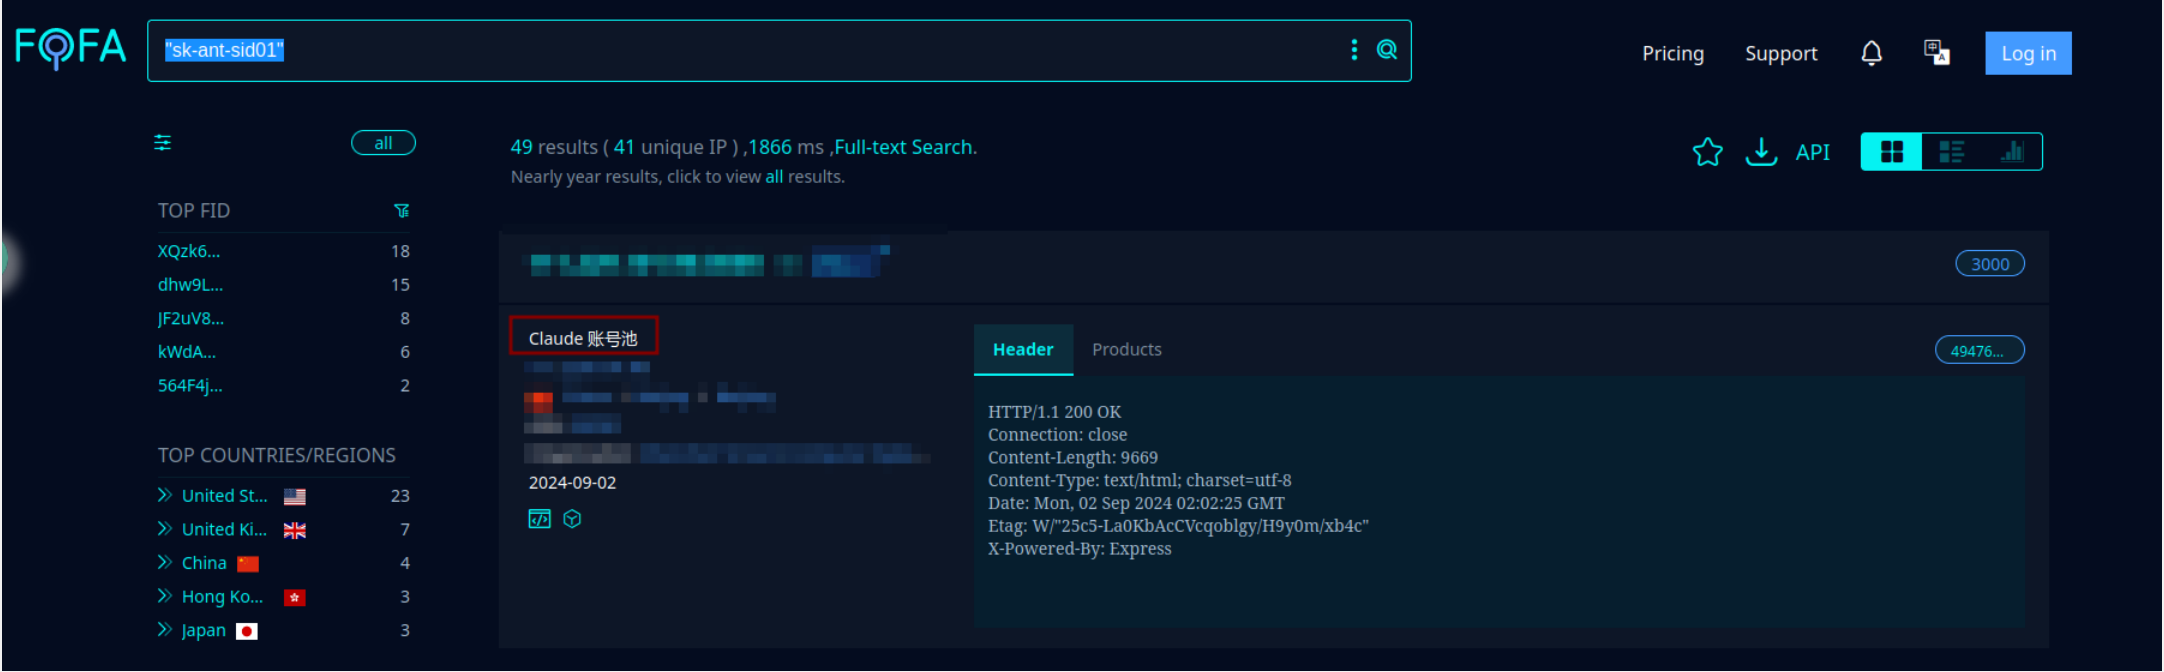 FOFA
"sk-ant-sid01"
Pricing
Support
Log in
all
49 results ( 41 unique IP ) ,1866 ms ,Full-text Search.
Nearly year results, click to view all results.
API
TOP FID
XQzk6... 18
dhw9L... 15
JF2uV8... 8
kWdA... 6
564F4j... 2
TOP COUNTRIES/REGIONS
United St... 23
United Ki... 7
China 4
Hong Ko... 3
Japan 3
3000
Claude 账号池
2024-09-02
Header
Products
49476...
HTTP/1.1 200 OK
Connection: close
Content-Length: 9669
Content-Type: text/html; charset=utf-8
Date: Mon, 02 Sep 2024 02:02:25 GMT
Etag: W/"25c5-La0KbAcCVcqoblgy/H9y0m/xb4c"
X-Powered-By: Express